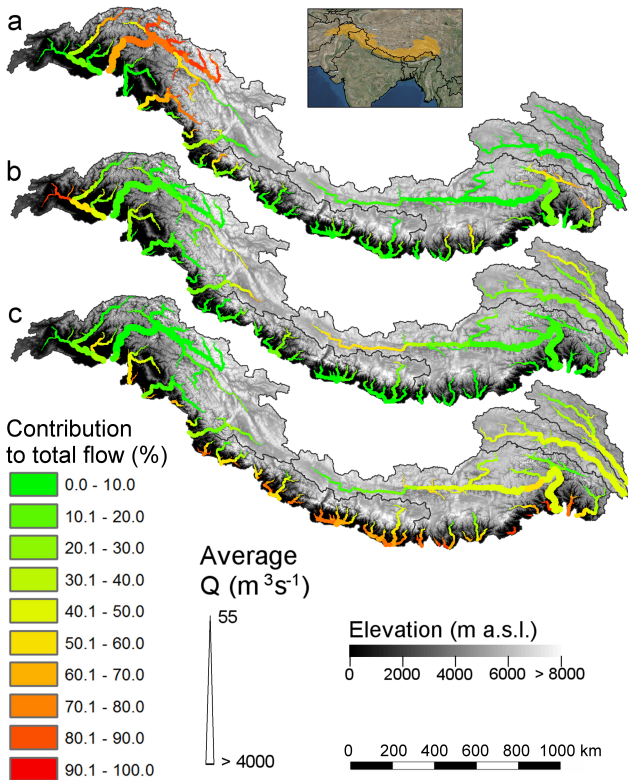 a
b
c
Contribution
to total flow (%)
0.0 - 10.0
10.1 - 20.0
20.1 - 30.0
30.1 - 40.0
40.1 - 50.0
50.1 - 60.0
60.1 - 70.0
70.1 - 80.0
80.1 - 90.0
90.1 - 100.0
Average
Q (m³s⁻¹)
55
> 4000
Elevation (m a.s.l.)
0 2000 4000 6000 > 8000
0 200 400 600 800 1000 km